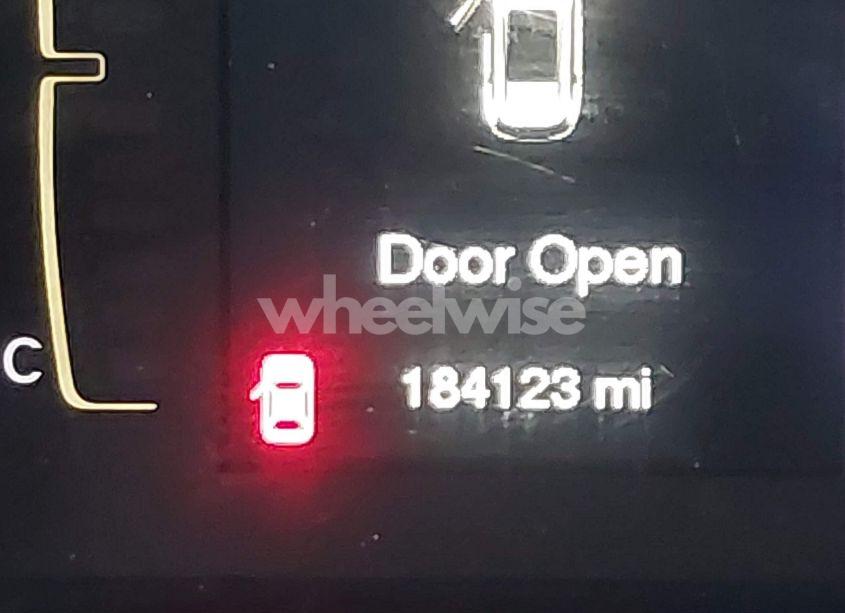 Door Open
wheelwise
C
184123 mi